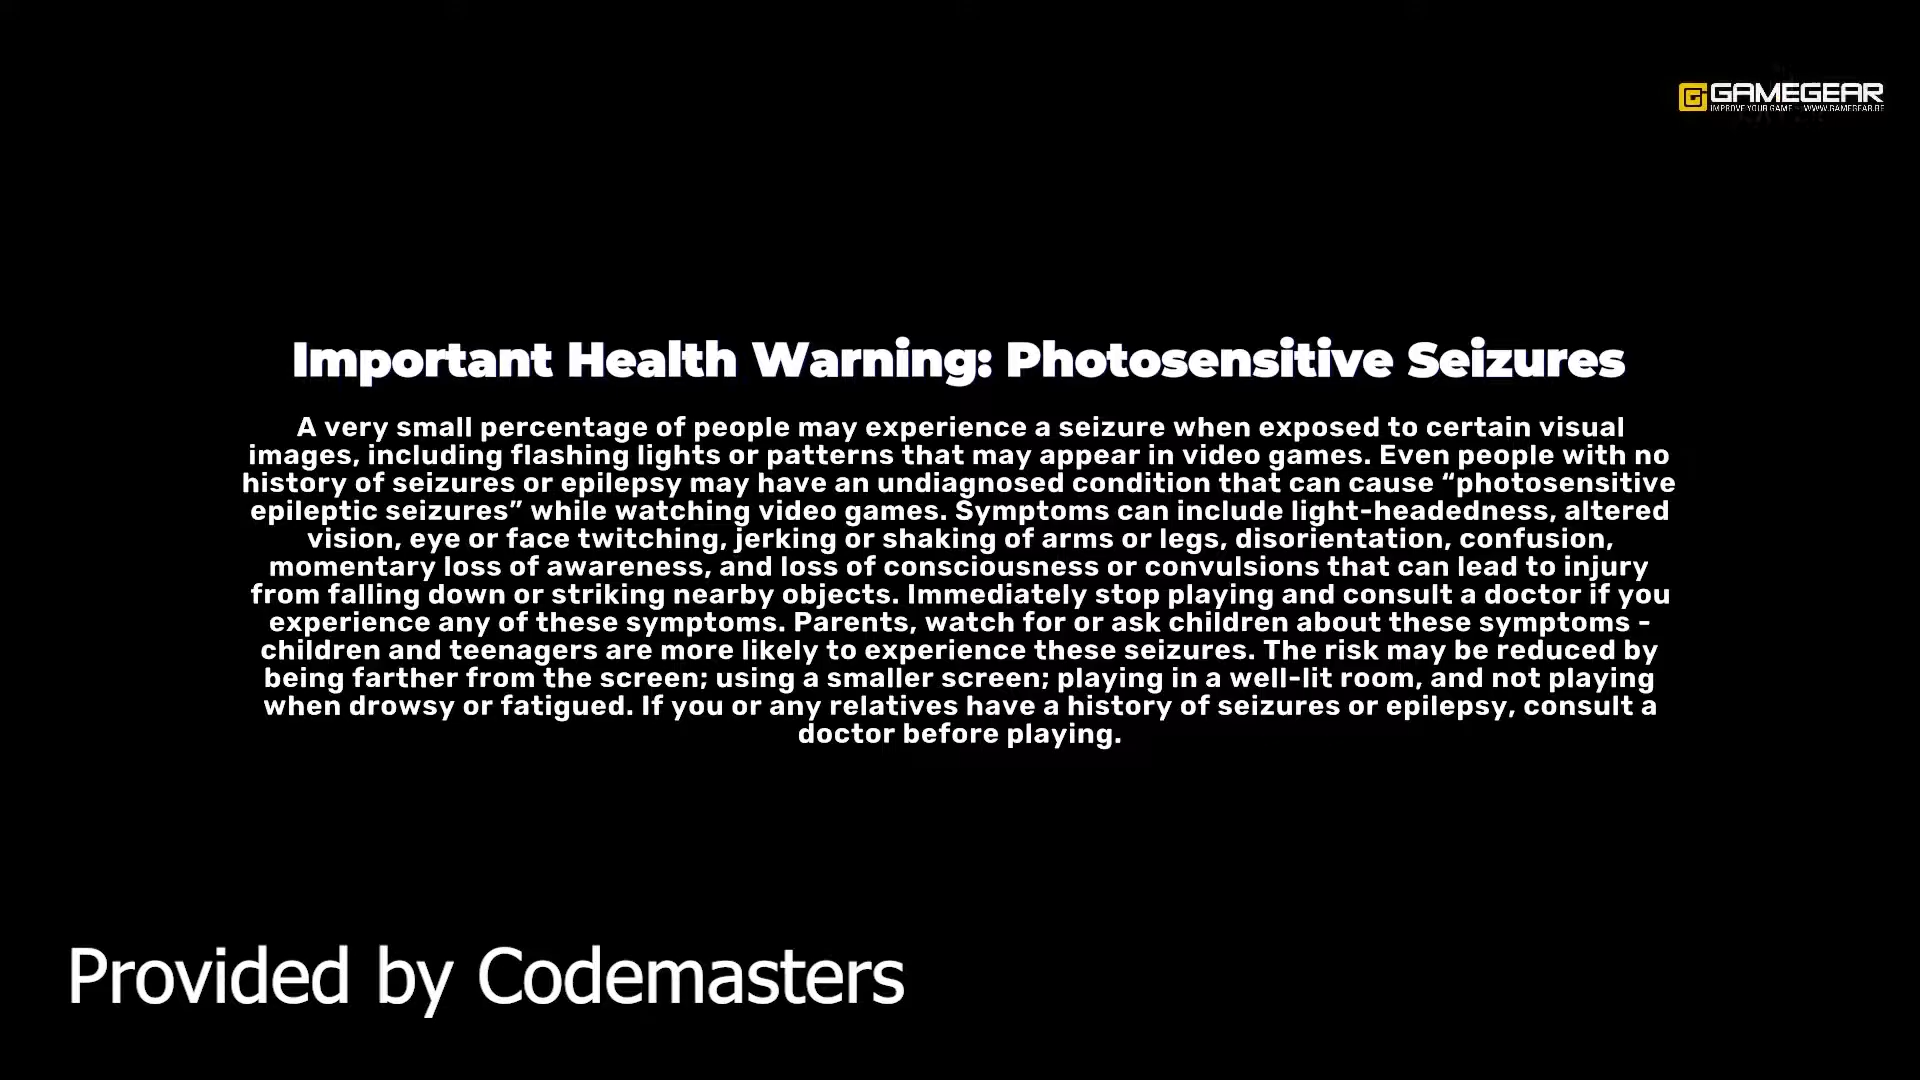 GAMEGEAR
IMPROVE YOUR GAME - WWW.GAMEGEAR.BE
Important Health Warning: Photosensitive Seizures
A very small percentage of people may experience a seizure when exposed to certain visual
images, including flashing lights or patterns that may appear in video games. Even people with no
history of seizures or epilepsy may have an undiagnosed condition that can cause “photosensitive
epileptic seizures” while watching video games. Symptoms can include light-headedness, altered
vision, eye or face twitching, jerking or shaking of arms or legs, disorientation, confusion,
momentary loss of awareness, and loss of consciousness or convulsions that can lead to injury
from falling down or striking nearby objects. Immediately stop playing and consult a doctor if you
experience any of these symptoms. Parents, watch for or ask children about these symptoms -
children and teenagers are more likely to experience these seizures. The risk may be reduced by
being farther from the screen; using a smaller screen; playing in a well-lit room, and not playing
when drowsy or fatigued. If you or any relatives have a history of seizures or epilepsy, consult a
doctor before playing.
Provided by Codemasters